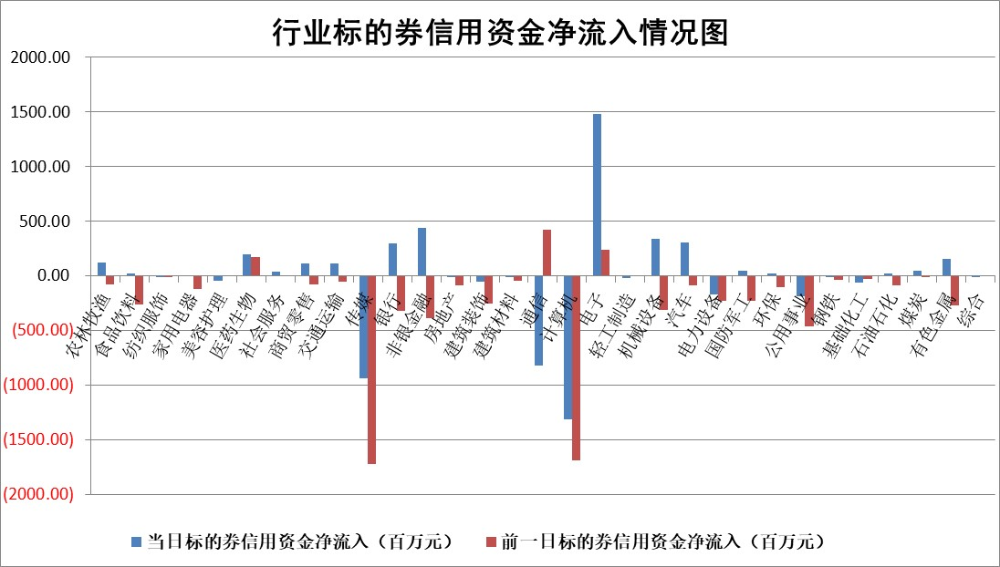 行业标的券信用资金净流入情况图
2000.00
1500.00
1000.00
500.00
0.00
(500.00)
(1000.00)
(1500.00)
(2000.00)
农林牧渔
食品饮料
纺织服饰
家用电器
美容护理
医药生物
社会服务
商贸零售
交通运输
传媒
银行
非银金融
房地产
建筑装饰
建筑材料
通信
计算机
电子
轻工制造
机械设备
汽车
电力设备
国防军工
环保
公用事业
钢铁
基础化工
石油石化
煤炭
有色金属
综合
当日标的券信用资金净流入（百万元）
前一日标的券信用资金净流入（百万元）